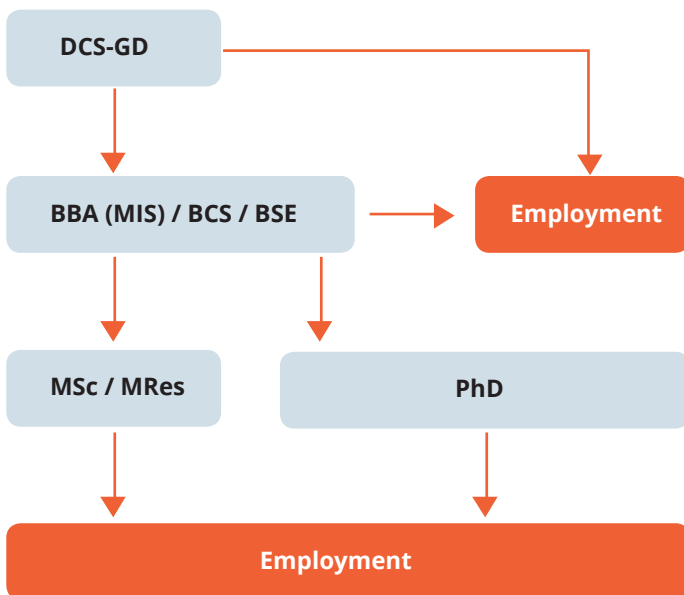 DCS-GD
BBA (MIS) / BCS / BSE
Employment
MSc / MRes
PhD
Employment